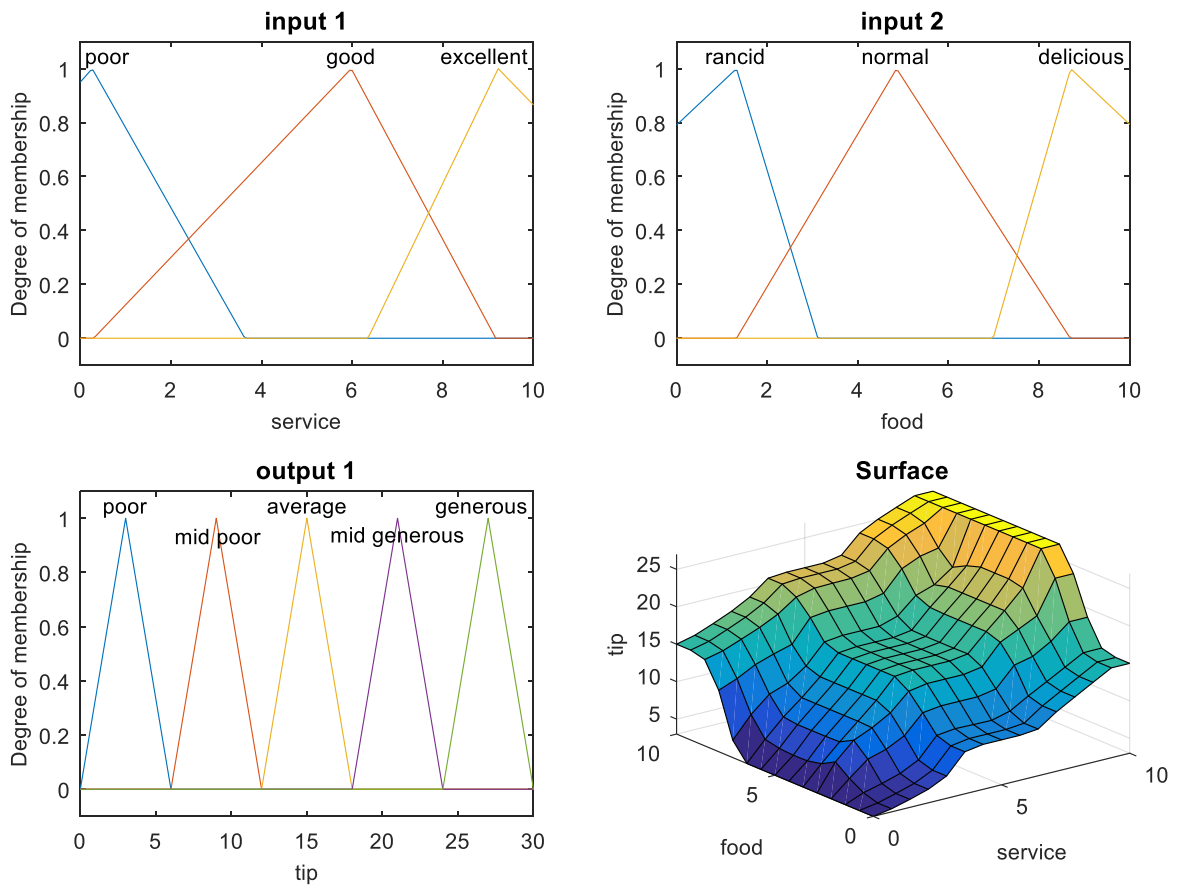 input 1
poor good excellent
1
0.8
0.6
0.4
0.2
0
Degree of membership
0 2 4 6 8 10
service
input 2
rancid normal delicious
1
0.8
0.6
0.4
0.2
0
Degree of membership
0 2 4 6 8 10
food
output 1
poor average generous
mid poor mid generous
1
0.8
0.6
0.4
0.2
0
Degree of membership
0 5 10 15 20 25 30
tip
Surface
25
20
15
10
5
tip
10
5
0
food
0
5
10
service